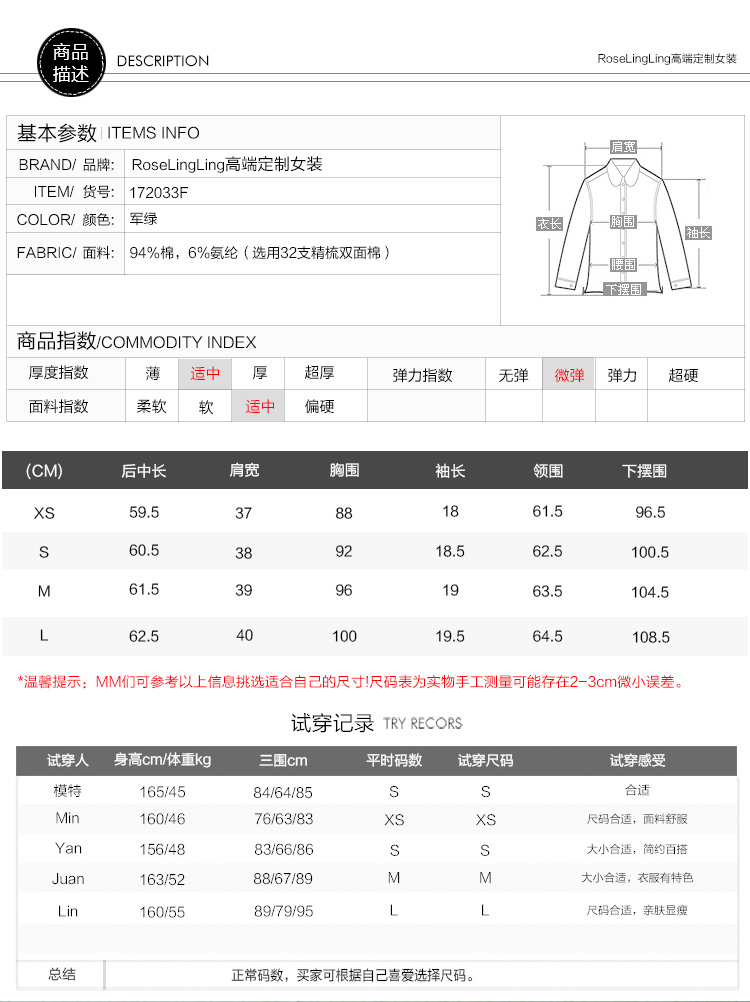 商品
描述
DESCRIPTION
RoseLingLing高端定制女装
基本参数 ITEMS INFO
BRAND/ 品牌: RoseLingLing高端定制女装
ITEM/ 货号: 172033F
COLOR/ 颜色: 军绿
FABRIC/ 面料: 94%棉，6%氨纶（选用32支精梳双面棉）
肩宽
衣长
胸围
袖长
腰围
下摆围
商品指数/COMMODITY INDEX
厚度指数 薄 适中 厚 超厚 弹力指数 无弹 微弹 弹力 超硬
面料指数 柔软 软 适中 偏硬
(CM) 后中长 肩宽 胸围 袖长 领围 下摆围
XS 59.5 37 88 18 61.5 96.5
S 60.5 38 92 18.5 62.5 100.5
M 61.5 39 96 19 63.5 104.5
L 62.5 40 100 19.5 64.5 108.5
*温馨提示：MM们可参考以上信息挑选适合自己的尺寸!尺码表为实物手工测量可能存在2-3cm微小误差。
试穿记录 TRY RECORS
试穿人 身高cm/体重kg 三围cm 平时码数 试穿尺码 试穿感受
模特 165/45 84/64/85 S S 合适
Min 160/46 76/63/83 XS XS 尺码合适，面料舒服
Yan 156/48 83/66/86 S S 大小合适，简约百搭
Juan 163/52 88/67/89 M M 大小合适，衣服有特色
Lin 160/55 89/79/95 L L 尺码合适，亲肤显瘦
总结 正常码数，买家可根据自己喜爱选择尺码。